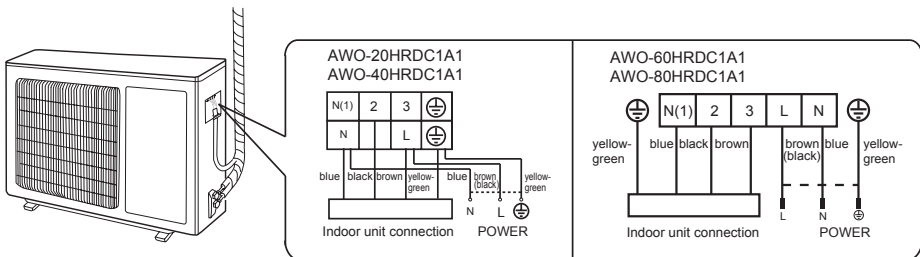 AWO-20HRDC1A1
AWO-40HRDC1A1
N(1) 2 3
N L
blue black brown yellow-green blue brown (black) yellow-green
N L
Indoor unit connection POWER
AWO-60HRDC1A1
AWO-80HRDC1A1
N(1) 2 3 L N
yellow-green blue black brown brown (black) blue yellow-green
L N
Indoor unit connection POWER